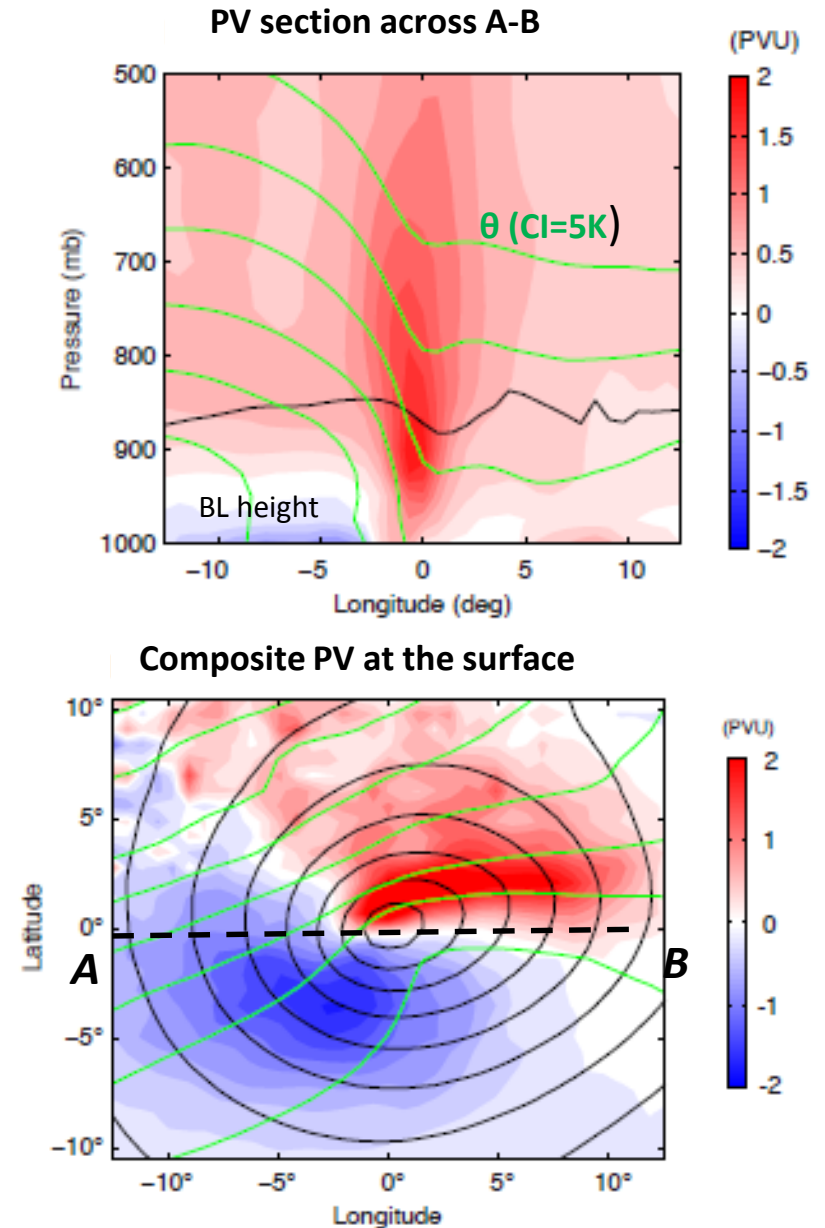 PV section across A-B
(PVU)
500
600
700
800
900
1000
Pressure (mb)
θ (CI=5K)
BL height
−10
−5
0
5
10
Longitude (deg)
2
1.5
1
0.5
0
−0.5
−1
−1.5
−2
Composite PV at the surface
(PVU)
10°
5°
0°
−5°
−10°
Latitude
A
B
−10°
−5°
0°
5°
10°
Longitude
2
1
0
−1
−2